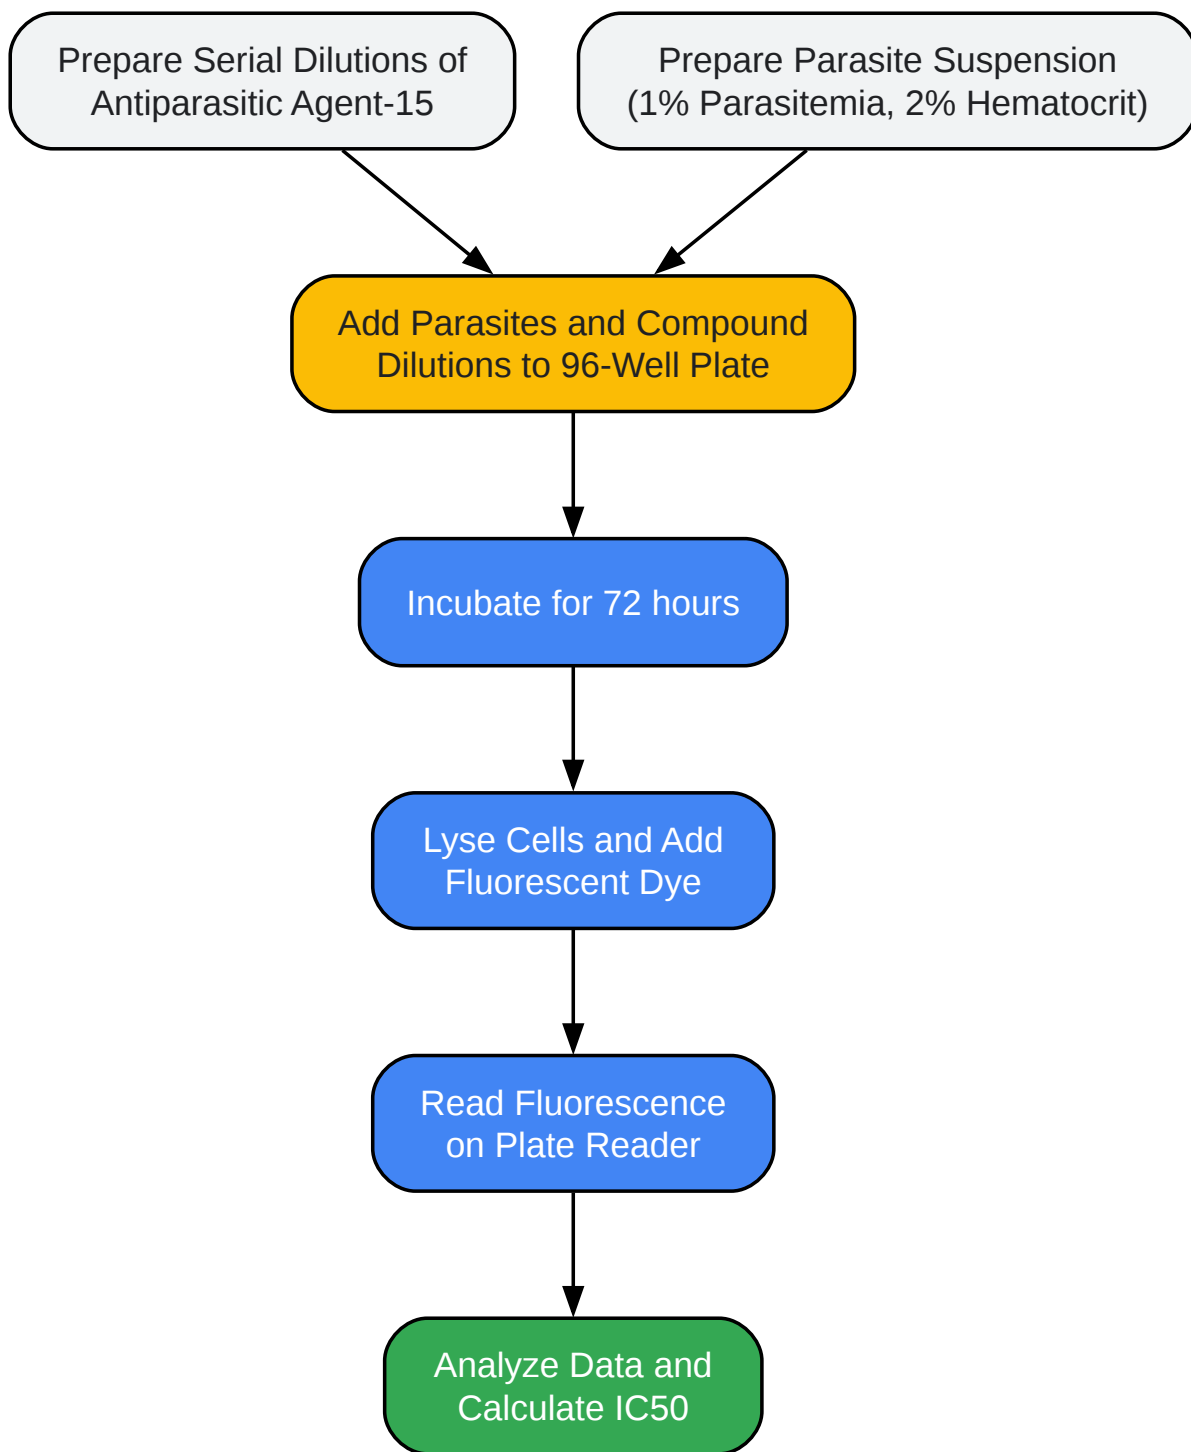 Prepare Serial Dilutions of
Antiparasitic Agent-15
Prepare Parasite Suspension
(1% Parasitemia, 2% Hematocrit)
Add Parasites and Compound
Dilutions to 96-Well Plate
Incubate for 72 hours
Lyse Cells and Add
Fluorescent Dye
Read Fluorescence
on Plate Reader
Analyze Data and
Calculate IC50